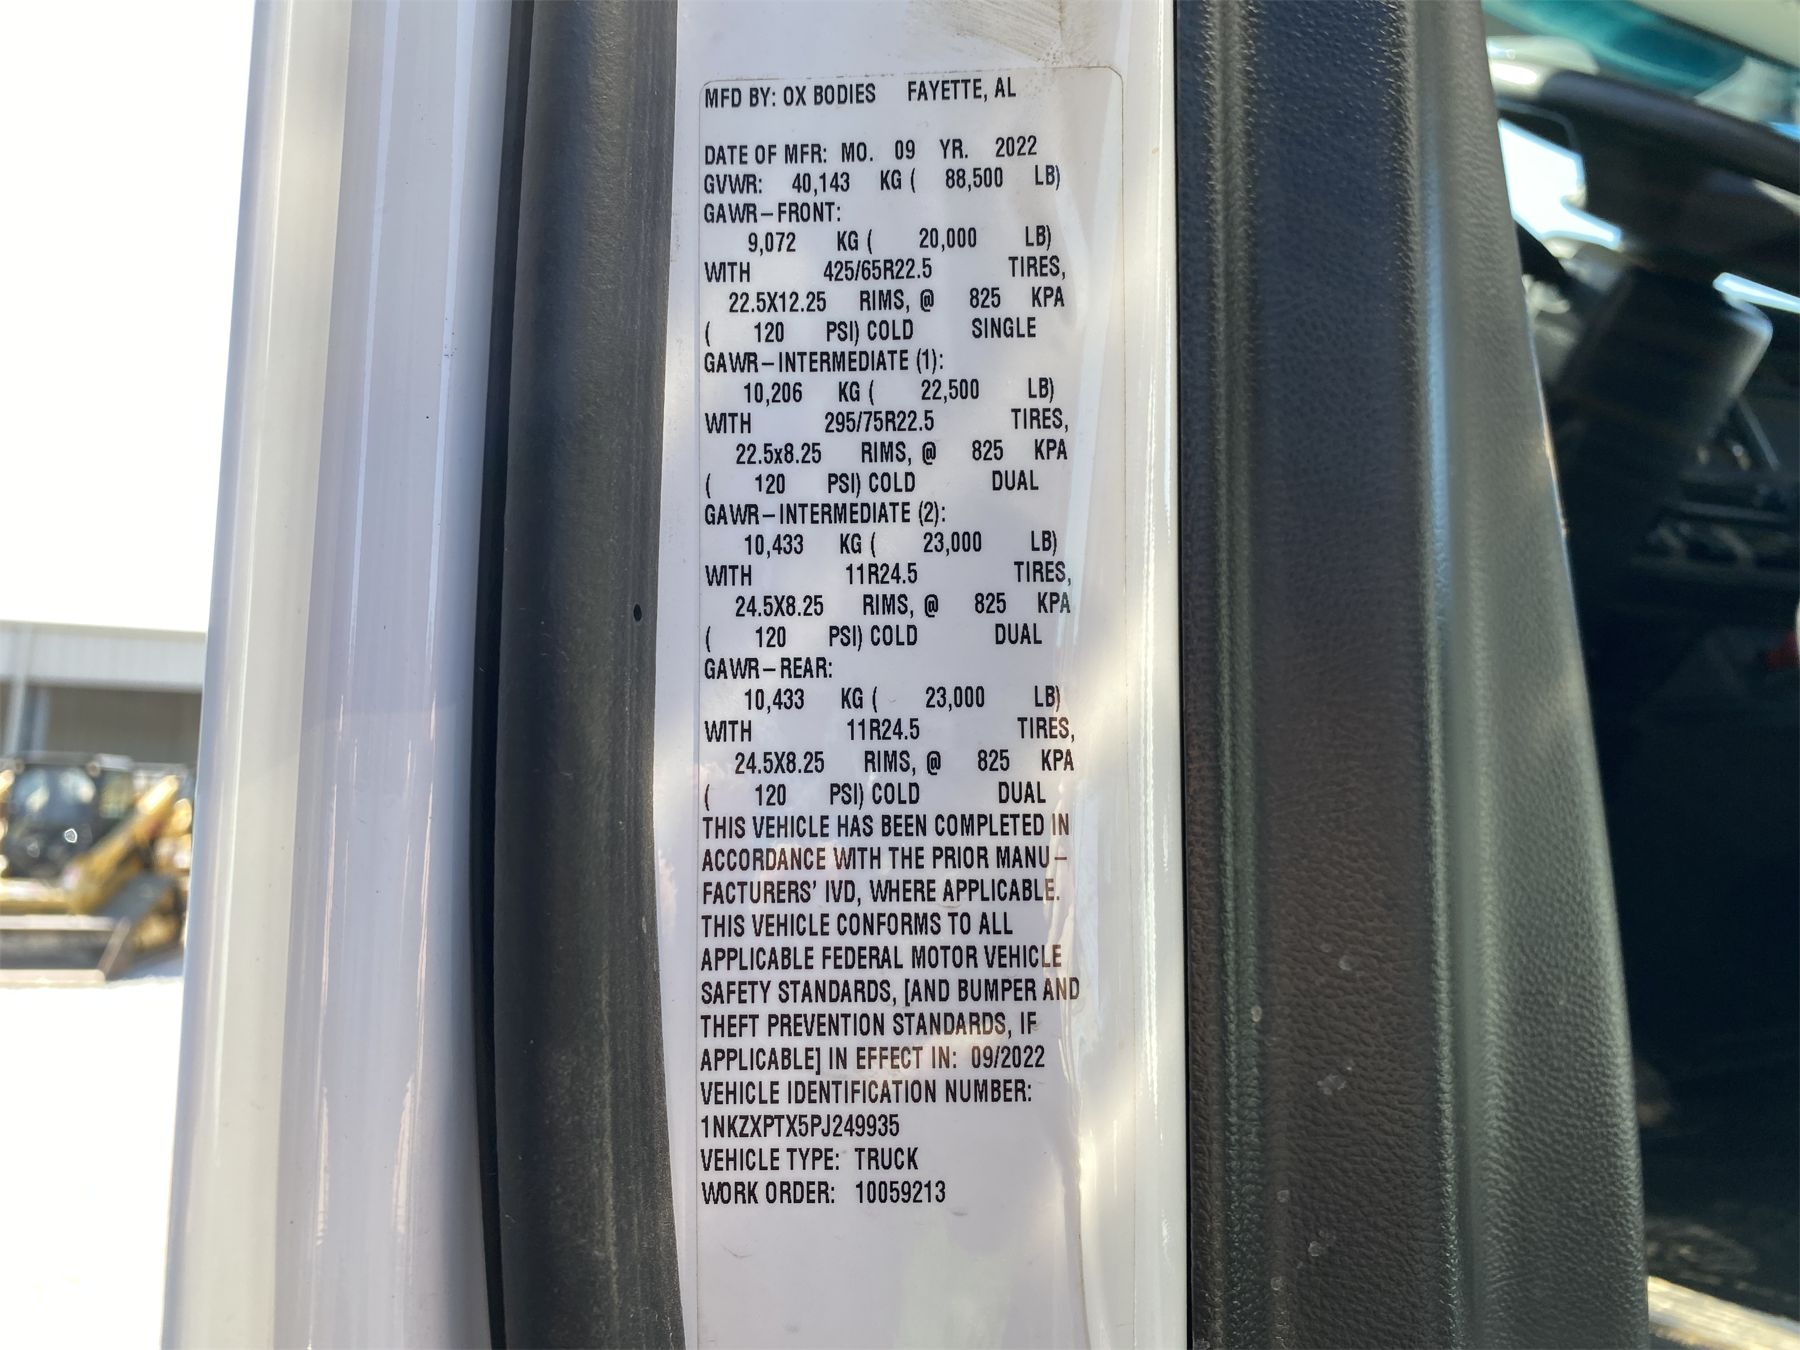 MFD BY: OX BODIES FAYETTE, AL
DATE OF MFR: MO. 09 YR. 2022
GVWR: 40,143 KG ( 88,500 LB)
GAWR-FRONT:
9,072 KG ( 20,000 LB)
WITH 425/65R22.5 TIRES,
22.5X12.25 RIMS, @ 825 KPA
( 120 PSI) COLD SINGLE
GAWR-INTERMEDIATE (1):
10,206 KG ( 22,500 LB)
WITH 295/75R22.5 TIRES,
22.5x8.25 RIMS, @ 825 KPA
( 120 PSI) COLD DUAL
GAWR-INTERMEDIATE (2):
10,433 KG ( 23,000 LB)
WITH 11R24.5 TIRES,
24.5X8.25 RIMS, @ 825 KPA
( 120 PSI) COLD DUAL
GAWR-REAR:
10,433 KG ( 23,000 LB)
WITH 11R24.5 TIRES,
24.5X8.25 RIMS, @ 825 KPA
( 120 PSI) COLD DUAL
THIS VEHICLE HAS BEEN COMPLETED IN
ACCORDANCE WITH THE PRIOR MANU-
FACTURERS' IVD, WHERE APPLICABLE.
THIS VEHICLE CONFORMS TO ALL
APPLICABLE FEDERAL MOTOR VEHICLE
SAFETY STANDARDS, [AND BUMPER AND
THEFT PREVENTION STANDARDS, IF
APPLICABLE] IN EFFECT IN: 09/2022
VEHICLE IDENTIFICATION NUMBER:
1NKZXPTX5PJ249935
VEHICLE TYPE: TRUCK
WORK ORDER: 10059213